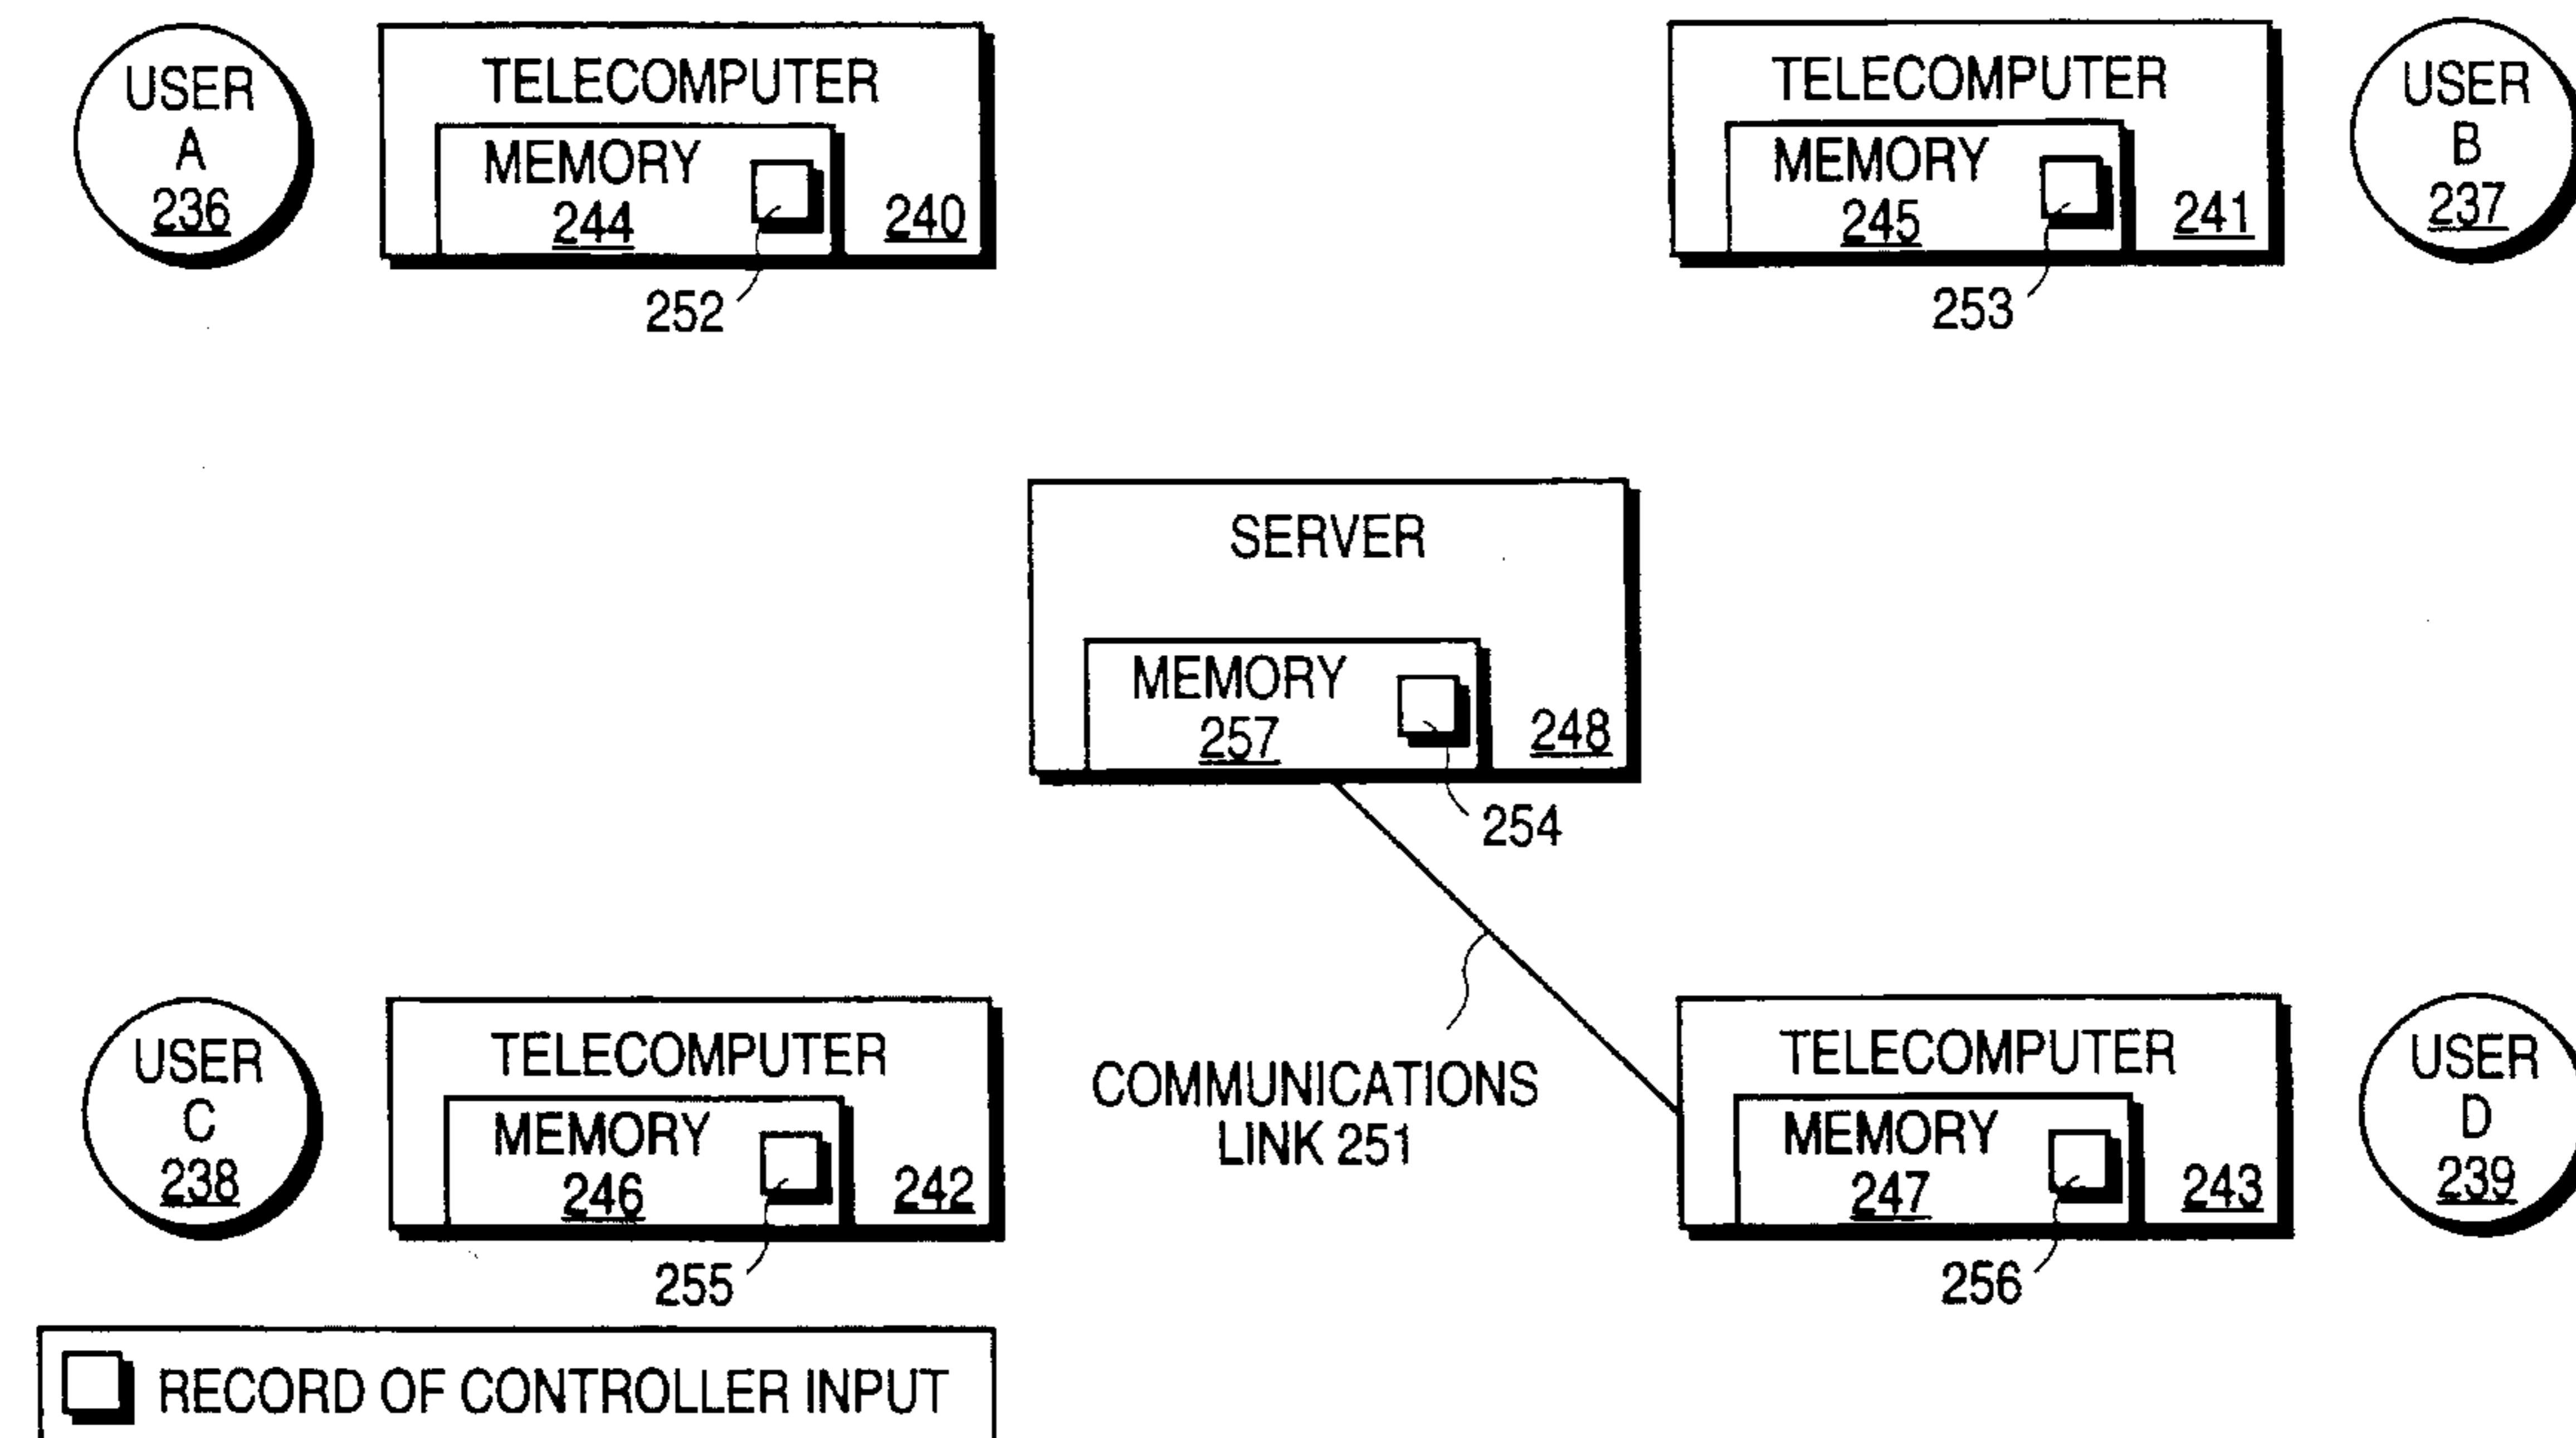 USER
A
236
TELECOMPUTER
MEMORY
244
240
252
TELECOMPUTER
MEMORY
245
241
253
USER
B
237
SERVER
MEMORY
257
248
254
COMMUNICATIONS
LINK 251
USER
C
238
TELECOMPUTER
MEMORY
246
242
255
TELECOMPUTER
MEMORY
247
243
256
USER
D
239
RECORD OF CONTROLLER INPUT